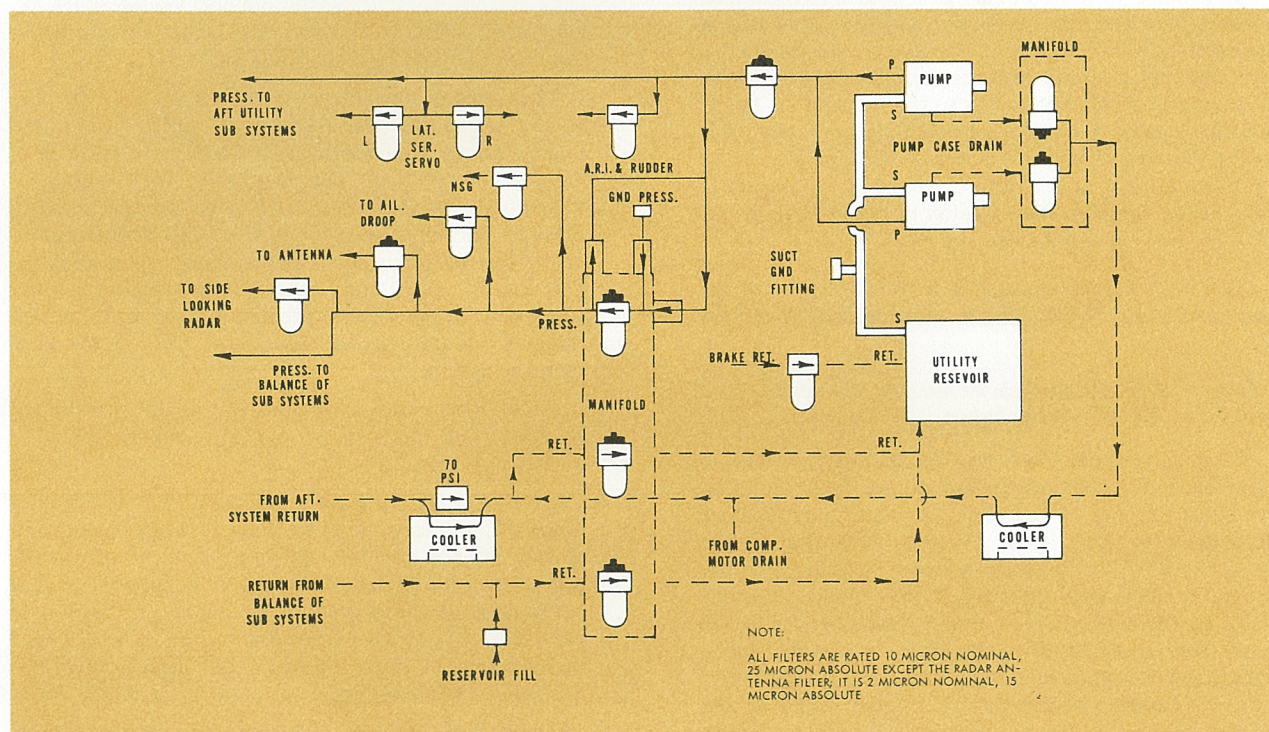 MANIFOLD
P
PUMP
S
PUMP CASE DRAIN
S
PUMP
P
PRESS. TO
AFT UTILITY
SUB SYSTEMS
L
LAT.
SER.
SERVO
R
A.R.I. & RUDDER
NSG
GND PRESS.
TO AIL.
DROOP
TO ANTENNA
TO SIDE
LOOKING
RADAR
PRESS.
SUCT
GND
FITTING
S
PRESS. TO
BALANCE OF
SUB SYSTEMS
BRAKE RET.
RET.
UTILITY
RESEVOIR
MANIFOLD
RET.
RET.
70
PSI
FROM AFT.
SYSTEM RETURN
COOLER
FROM COMP.
MOTOR DRAIN
COOLER
RETURN FROM
BALANCE OF
SUB SYSTEMS
RET.
RESERVOIR FILL
NOTE:
ALL FILTERS ARE RATED 10 MICRON NOMINAL,
25 MICRON ABSOLUTE EXCEPT THE RADAR AN-
TENNA FILTER; IT IS 2 MICRON NOMINAL, 15
MICRON ABSOLUTE